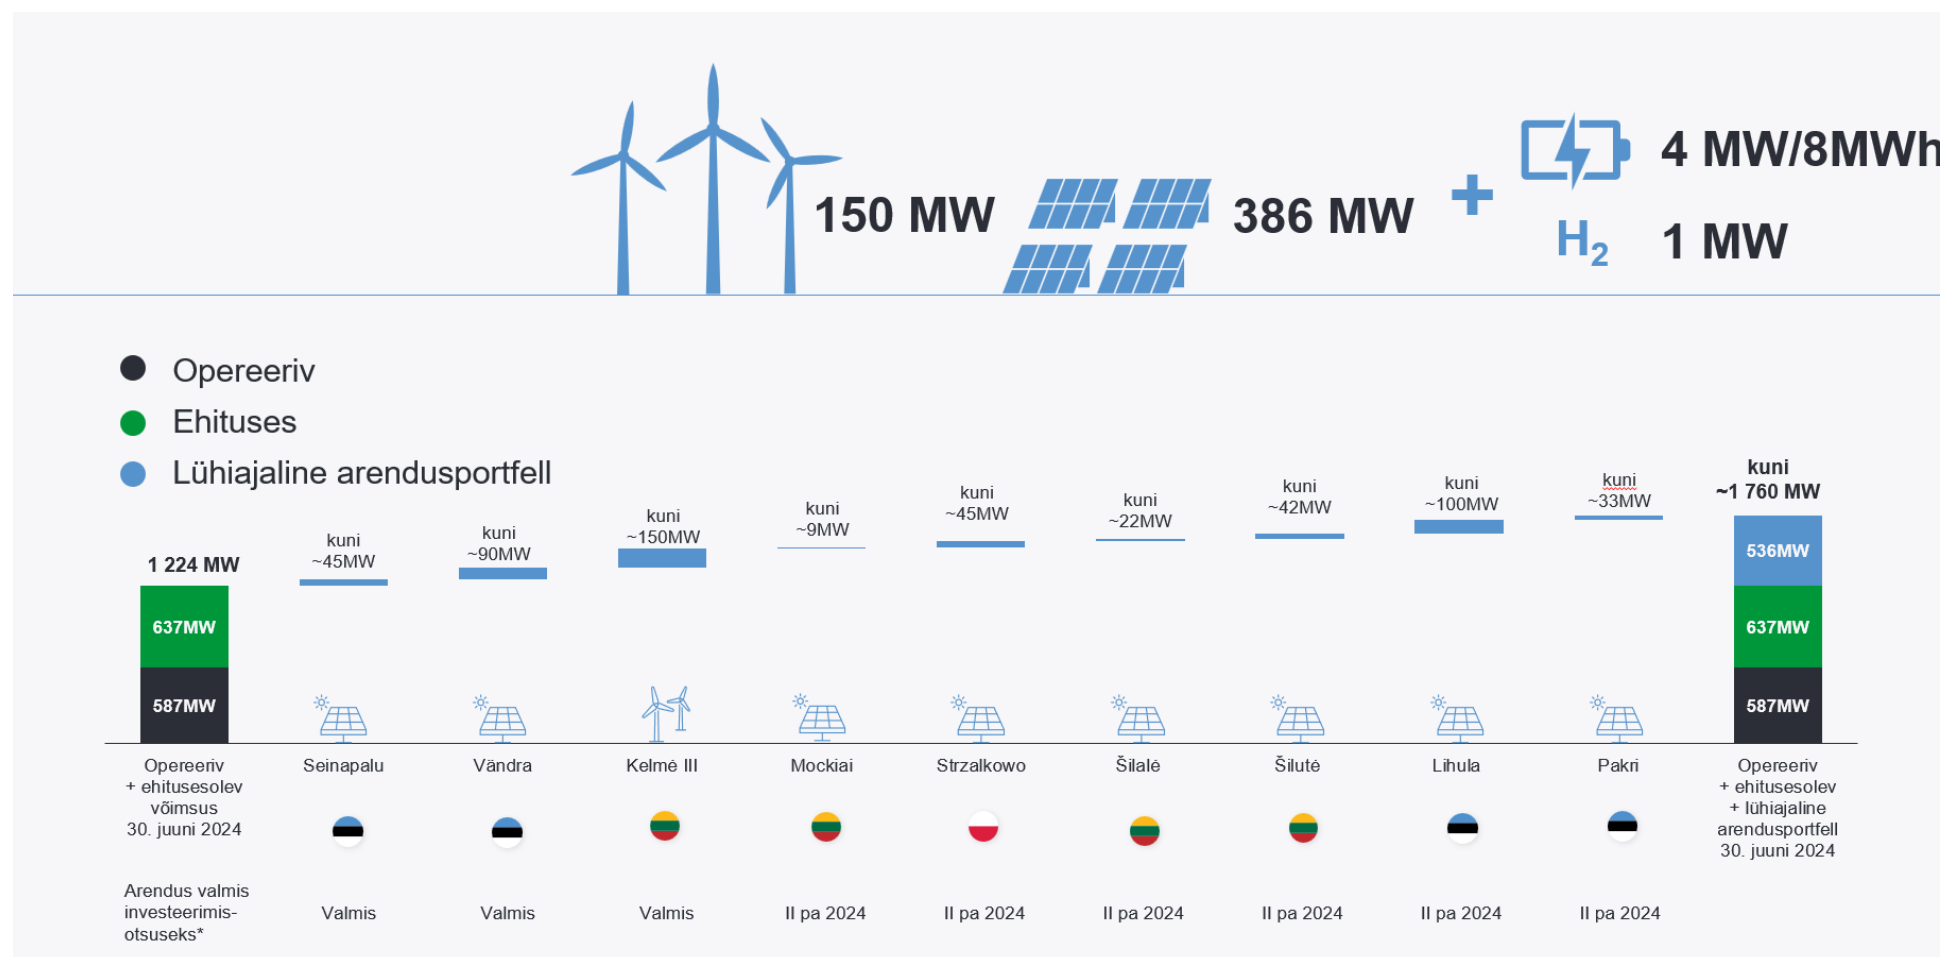 4 MW/8MWh
150 MW
386 MW
+
H₂
1 MW
Opereeriv
Ehituses
Lühiajaline arendusportfell
1 224 MW
637MW
587MW
kuni
~45MW
kuni
~90MW
kuni
~150MW
kuni
~9MW
kuni
~45MW
kuni
~22MW
kuni
~42MW
kuni
~100MW
kuni
~33MW
kuni
~1 760 MW
536MW
637MW
587MW
Opereeriv
+ ehitusesolev
võimsus
30. juuni 2024
Seinapalu
Vändra
Kelmė III
Mockiai
Strzalkowo
Šilalė
Šilutė
Lihula
Pakri
Opereeriv
+ ehitusesolev
+ lühiajaline
arendusportfell
30. juuni 2024
Arendus valmis
investeerimis-
otsuseks*
Valmis
Valmis
Valmis
II pa 2024
II pa 2024
II pa 2024
II pa 2024
II pa 2024
II pa 2024